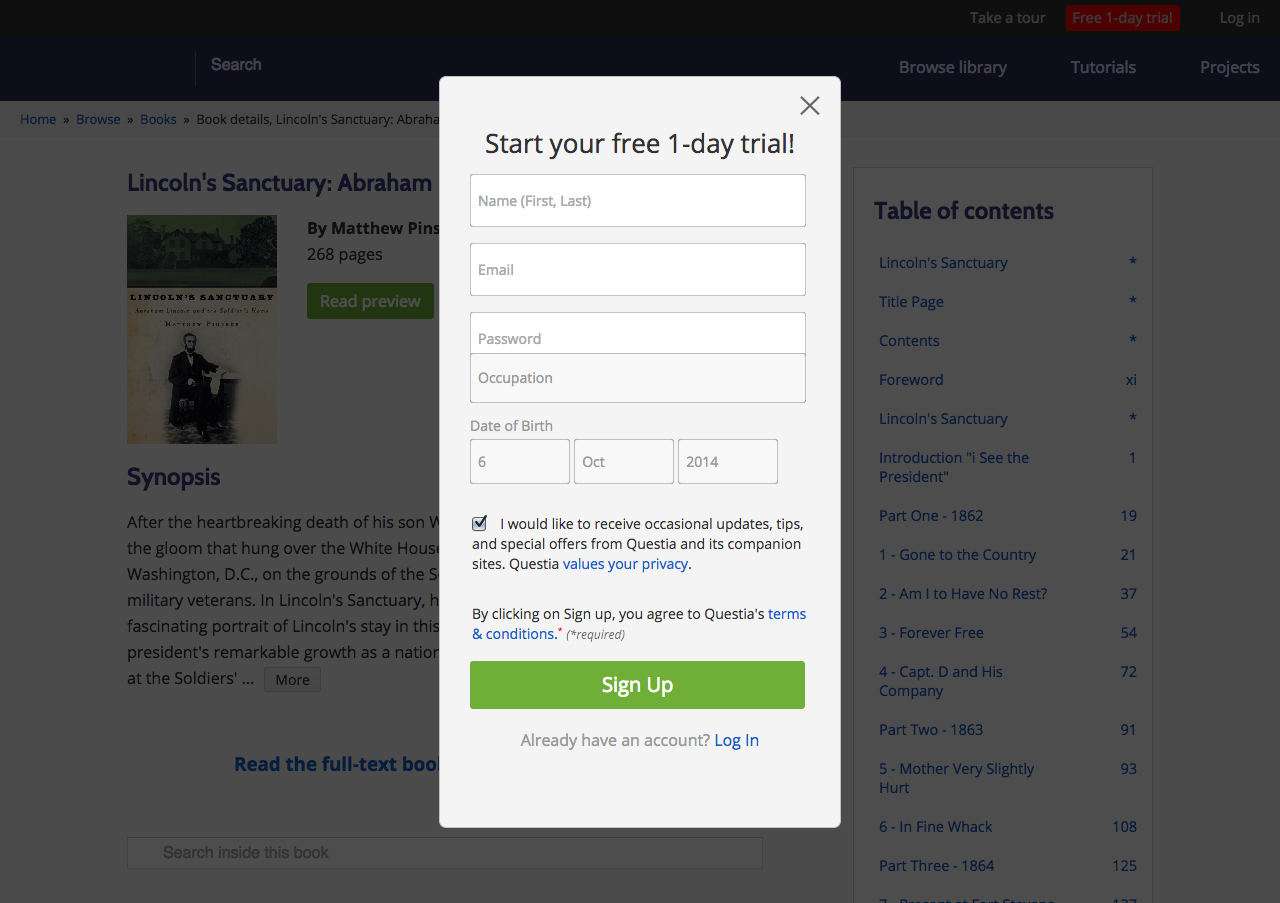 Take a tour
Free 1-day trial
Log in
Search
Browse library
Tutorials
Projects
Home » Browse » Books » Book details, Lincoln's Sanctuary: Abraha
Start your free 1-day trial!
Name (First, Last)
Email
Password
Occupation
Date of Birth
6
Oct
2014
I would like to receive occasional updates, tips,
and special offers from Questia and its companion
sites. Questia values your privacy.
By clicking on Sign up, you agree to Questia's terms
& conditions.* (*required)
Sign Up
Already have an account? Log In
Lincoln's Sanctuary: Abraham
LINCOLN'S SANCTUARY
Abraham Lincoln and the Soldiers' Home
MATTHEW PINSKER
By Matthew Pins
268 pages
Read preview
Synopsis
After the heartbreaking death of his son W
the gloom that hung over the White House
Washington, D.C., on the grounds of the S
military veterans. In Lincoln's Sanctuary, h
fascinating portrait of Lincoln's stay in this
president's remarkable growth as a nation
at the Soldiers' ... More
Read the full-text bool
Search inside this book
Table of contents
Lincoln's Sanctuary *
Title Page *
Contents *
Foreword xi
Lincoln's Sanctuary *
Introduction "i See the 1
President"
Part One - 1862 19
1 - Gone to the Country 21
2 - Am I to Have No Rest? 37
3 - Forever Free 54
4 - Capt. D and His 72
Company
Part Two - 1863 91
5 - Mother Very Slightly 93
Hurt
6 - In Fine Whack 108
Part Three - 1864 125